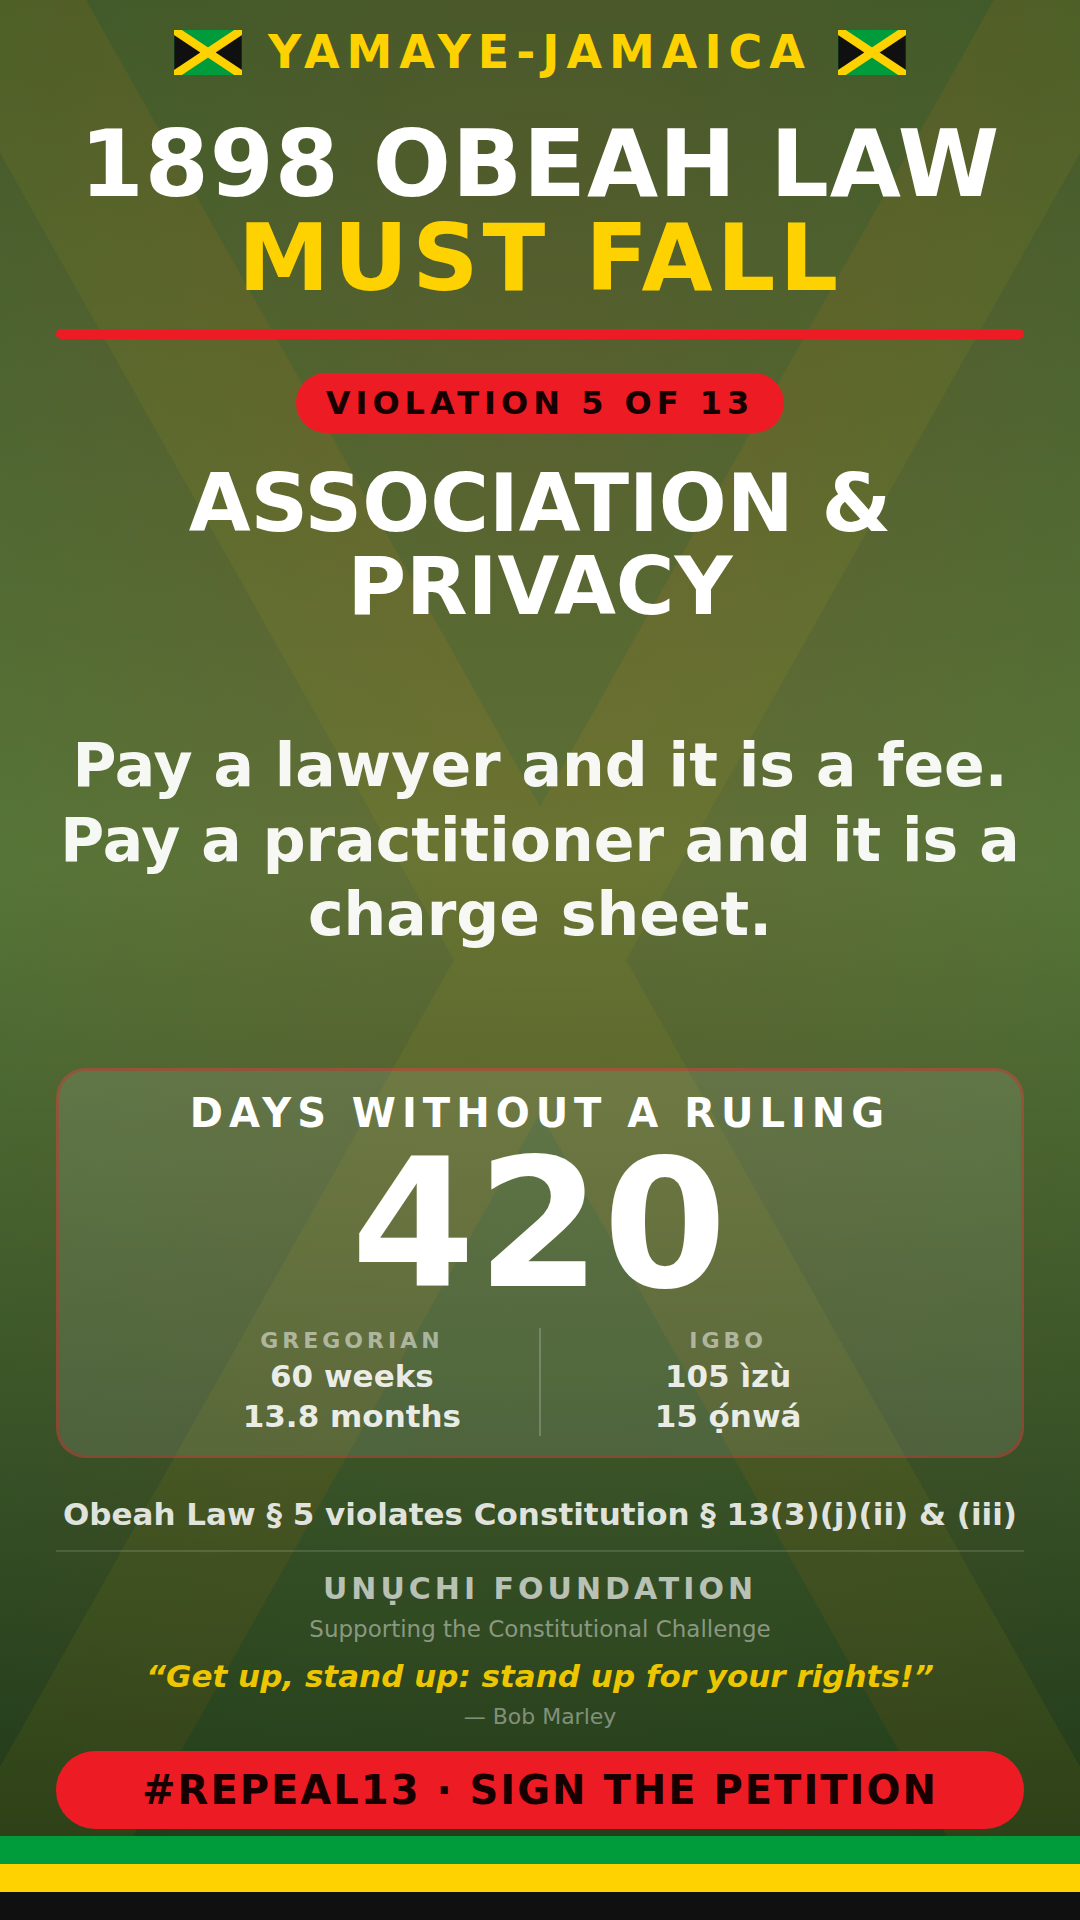 YAMAYE-JAMAICA
1898 OBEAH LAW
MUST FALL
VIOLATION 5 OF 13
ASSOCIATION &
PRIVACY
Pay a lawyer and it is a fee.
Pay a practitioner and it is a
charge sheet.
DAYS WITHOUT A RULING
420
GREGORIAN
60 weeks
13.8 months
IGBO
105 ìzù
15 ọ́nwá
Obeah Law § 5 violates Constitution § 13(3)(j)(ii) & (iii)
UNỤCHI FOUNDATION
Supporting the Constitutional Challenge
“Get up, stand up: stand up for your rights!”
— Bob Marley
#REPEAL13 · SIGN THE PETITION